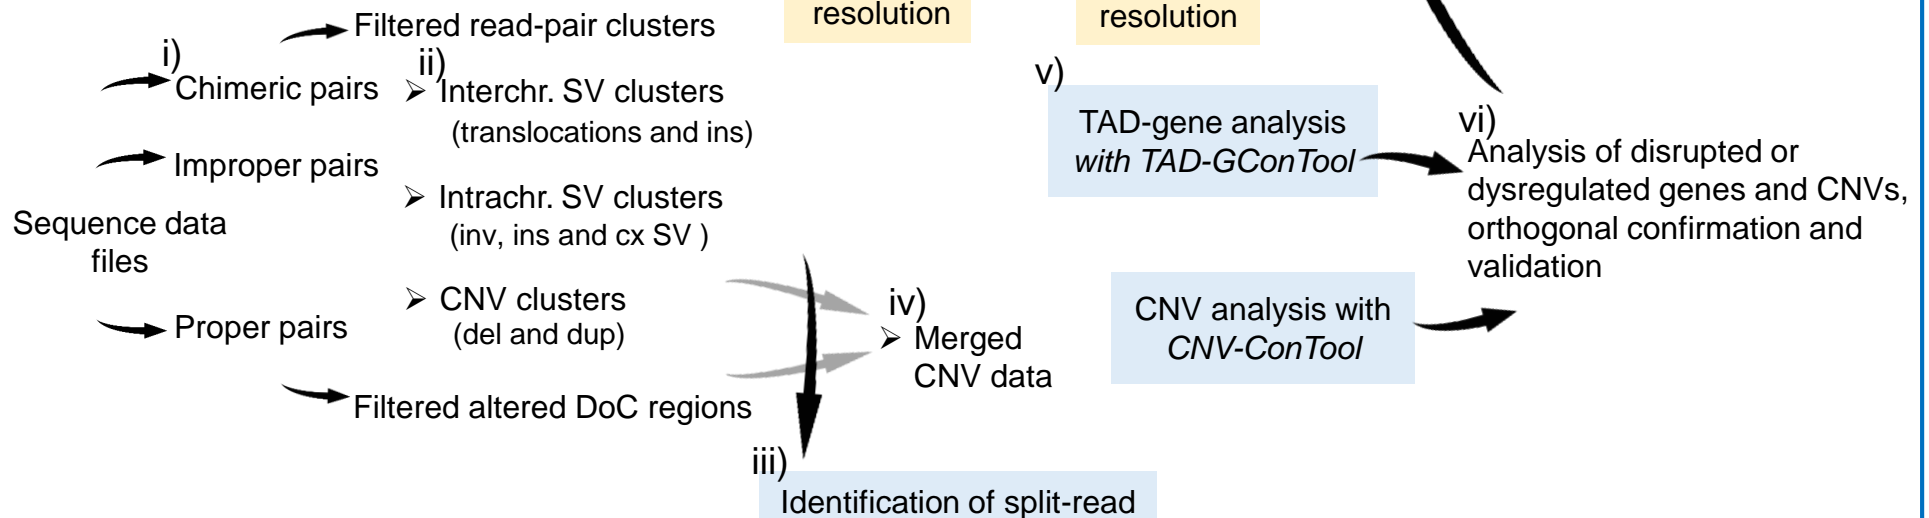 resolution
resolution
Filtered read-pair clusters
i)
Chimeric pairs
Improper pairs
Sequence data
files
Proper pairs
ii)
➢ Interchr. SV clusters
(translocations and ins)
➢ Intrachr. SV clusters
(inv, ins and cx SV )
➢ CNV clusters
(del and dup)
Filtered altered DoC regions
iii)
Identification of split-read
iv)
➢ Merged
CNV data
v)
TAD-gene analysis
with TAD-GConTool
CNV analysis with
CNV-ConTool
vi)
Analysis of disrupted or
dysregulated genes and CNVs,
orthogonal confirmation and
validation